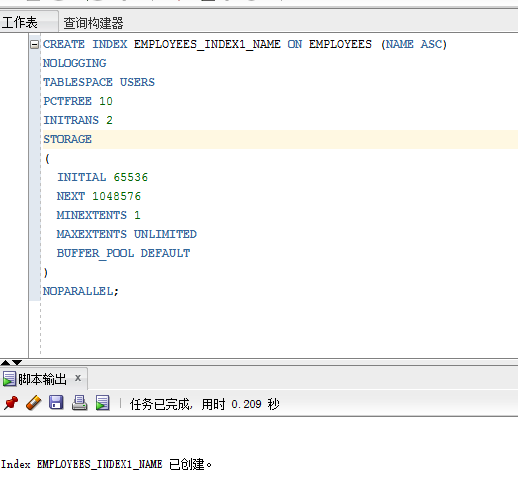 工作表 查询构建器
CREATE INDEX EMPLOYEES_INDEX1_NAME ON EMPLOYEES (NAME ASC)
NOLOGGING
TABLESPACE USERS
PCTFREE 10
INITRANS 2
STORAGE
(
INITIAL 65536
NEXT 1048576
MINEXTENTS 1
MAXEXTENTS UNLIMITED
BUFFER_POOL DEFAULT
)
NOPARALLEL;
脚本输出 x
任务已完成, 用时 0.209 秒
Index EMPLOYEES_INDEX1_NAME 已创建。